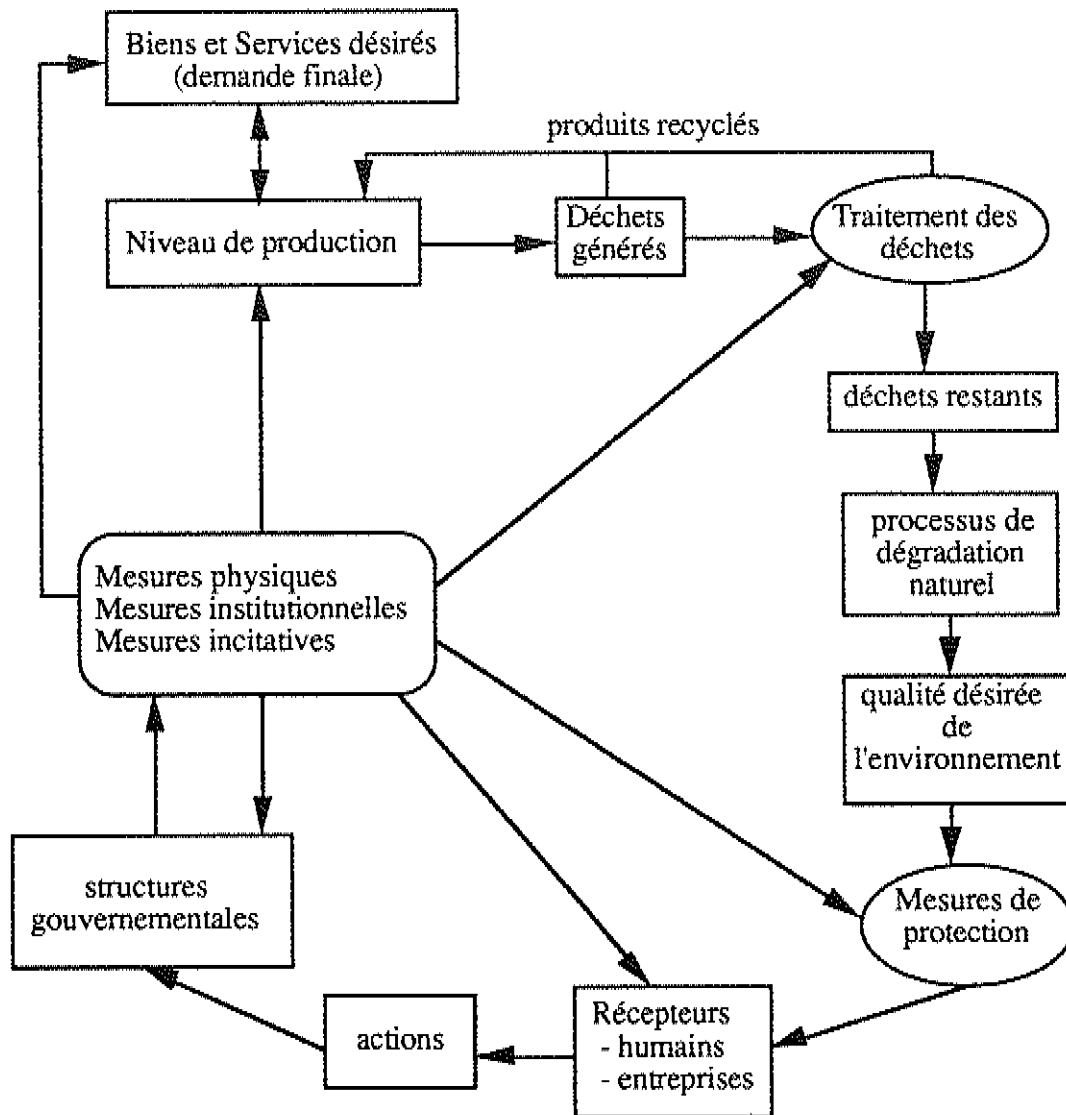 Biens et Services désirés
(demande finale)
produits recyclés
Niveau de production
Déchets
générés
Traitement des
déchets
déchets restants
processus de
dégradation
naturel
Mesures physiques
Mesures institutionnelles
Mesures incitatives
qualité désirée
de
l'environnement
structures
gouvernementales
Mesures de
protection
actions
Récepteurs
- humains
- entreprises